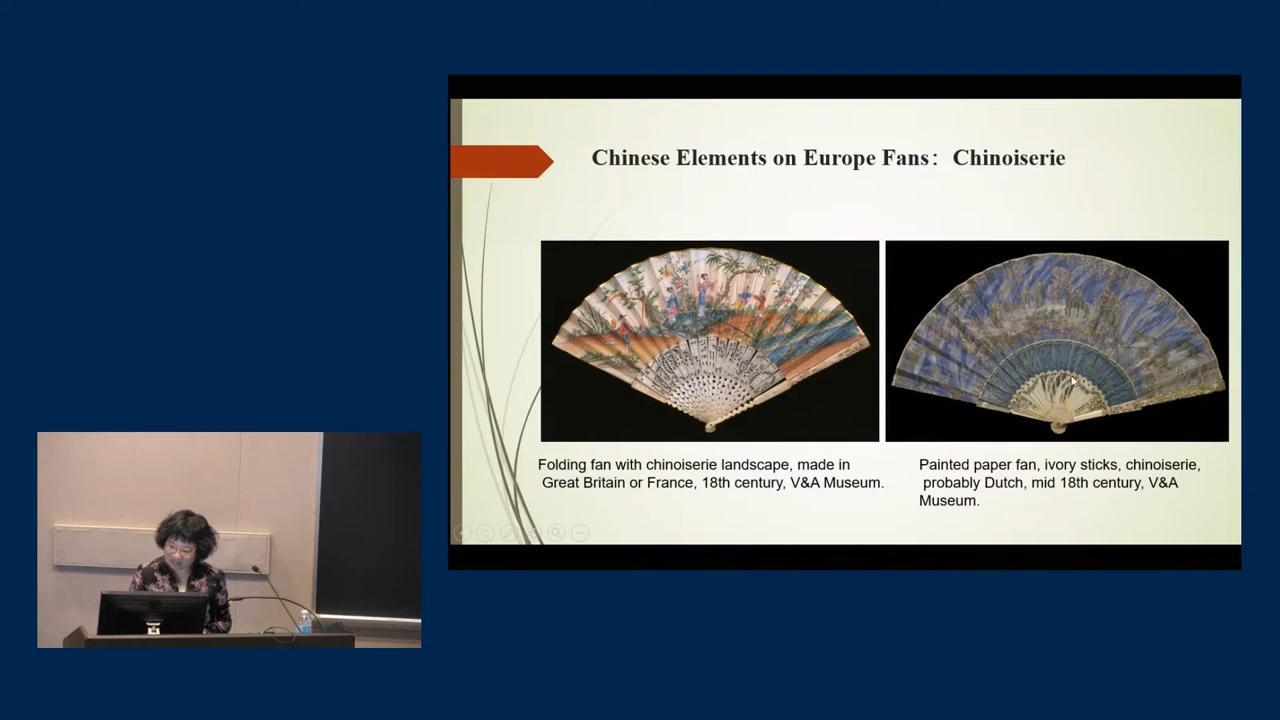 Chinese Elements on Europe Fans： Chinoiserie
Folding fan with chinoiserie landscape, made in
Great Britain or France, 18th century, V&A Museum.
Painted paper fan, ivory sticks, chinoiserie,
probably Dutch, mid 18th century, V&A
Museum.